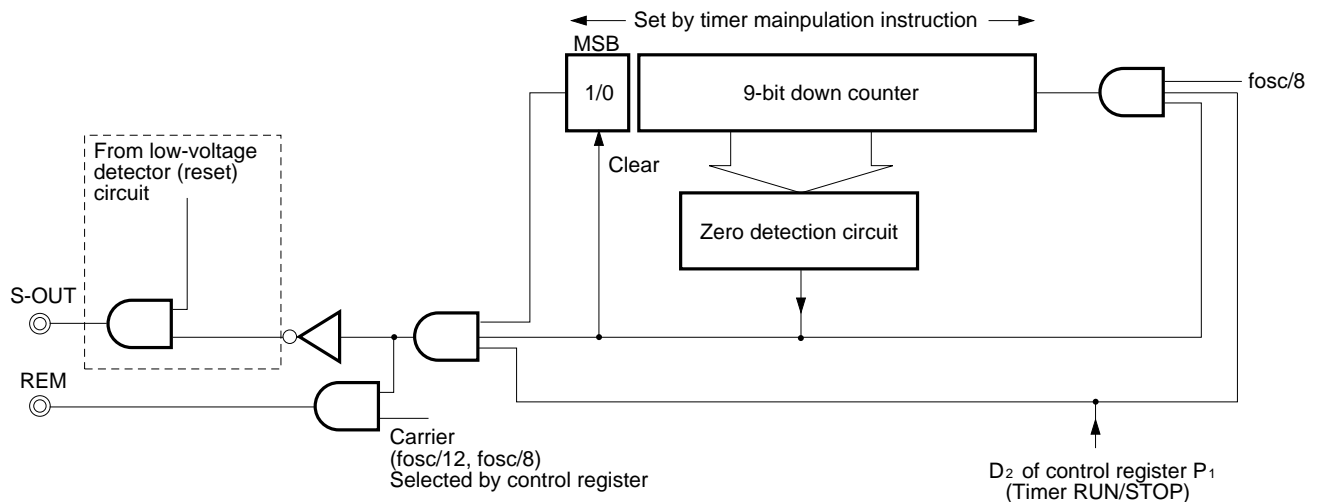 Set by timer mainpulation instruction
MSB
1/0
9-bit down counter
fosc/8
From low-voltage
detector (reset)
circuit
Clear
Zero detection circuit
S-OUT
REM
Carrier
(fosc/12, fosc/8)
Selected by control register
D₂ of control register P₁
(Timer RUN/STOP)